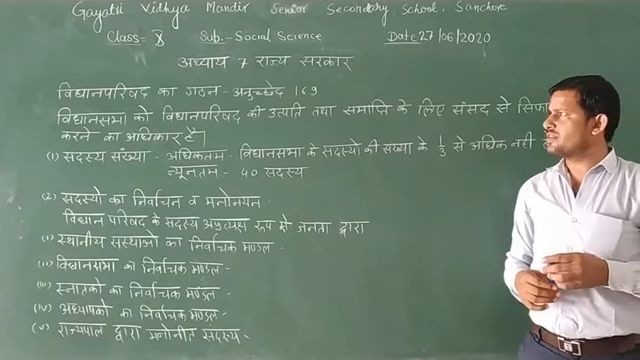 Gayatri Vidhya Mandir Senior Secondary School, Sanchore
Class - X Sub. - Social Science Date 27/06/2020
अध्याय 7 राज्य सरकार
विधानपरिषद का गठन - अनुच्छेद 169
विधानसभा को विधानपरिषद की उत्पति तथा समाप्ति के लिए संसद से सिफा
करने का अधिकार है।
(1) सदस्य संख्या - अधिकतम - विधानसभा के सदस्यों की संख्या के 1/3 से अधिक नही
न्यूनतम - 40 सदस्य
(2) सदस्यो का निर्वाचन व मनोनयन -
विधान परिषद के सदस्य अप्रत्यक्ष रूप से जनता द्वारा
(i) स्थानीय सस्थाओ का निर्वाचक मण्डल -
(ii) विधानसभा का निर्वाचक मण्डल -
(iii) स्नातको का निर्वाचक मण्डल -
(iv) अध्यापको का निर्वाचक मण्डल -
(v) राज्यपाल द्वारा मनोनीत सदस्य -